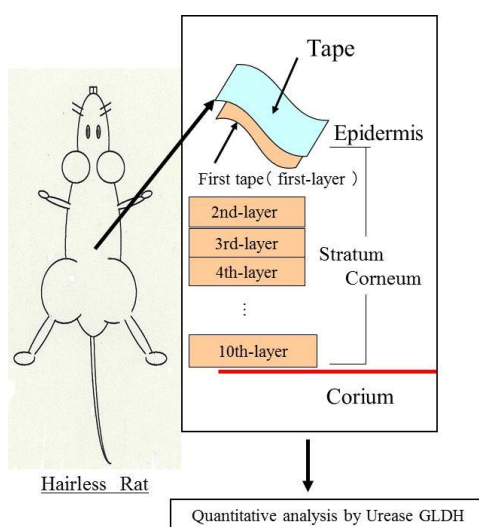 Tape
Epidermis
First tape( first-layer )
2nd-layer
3rd-layer
4th-layer
Stratum
Corneum
⋮
10th-layer
Corium
Hairless Rat
Quantitative analysis by Urease GLDH